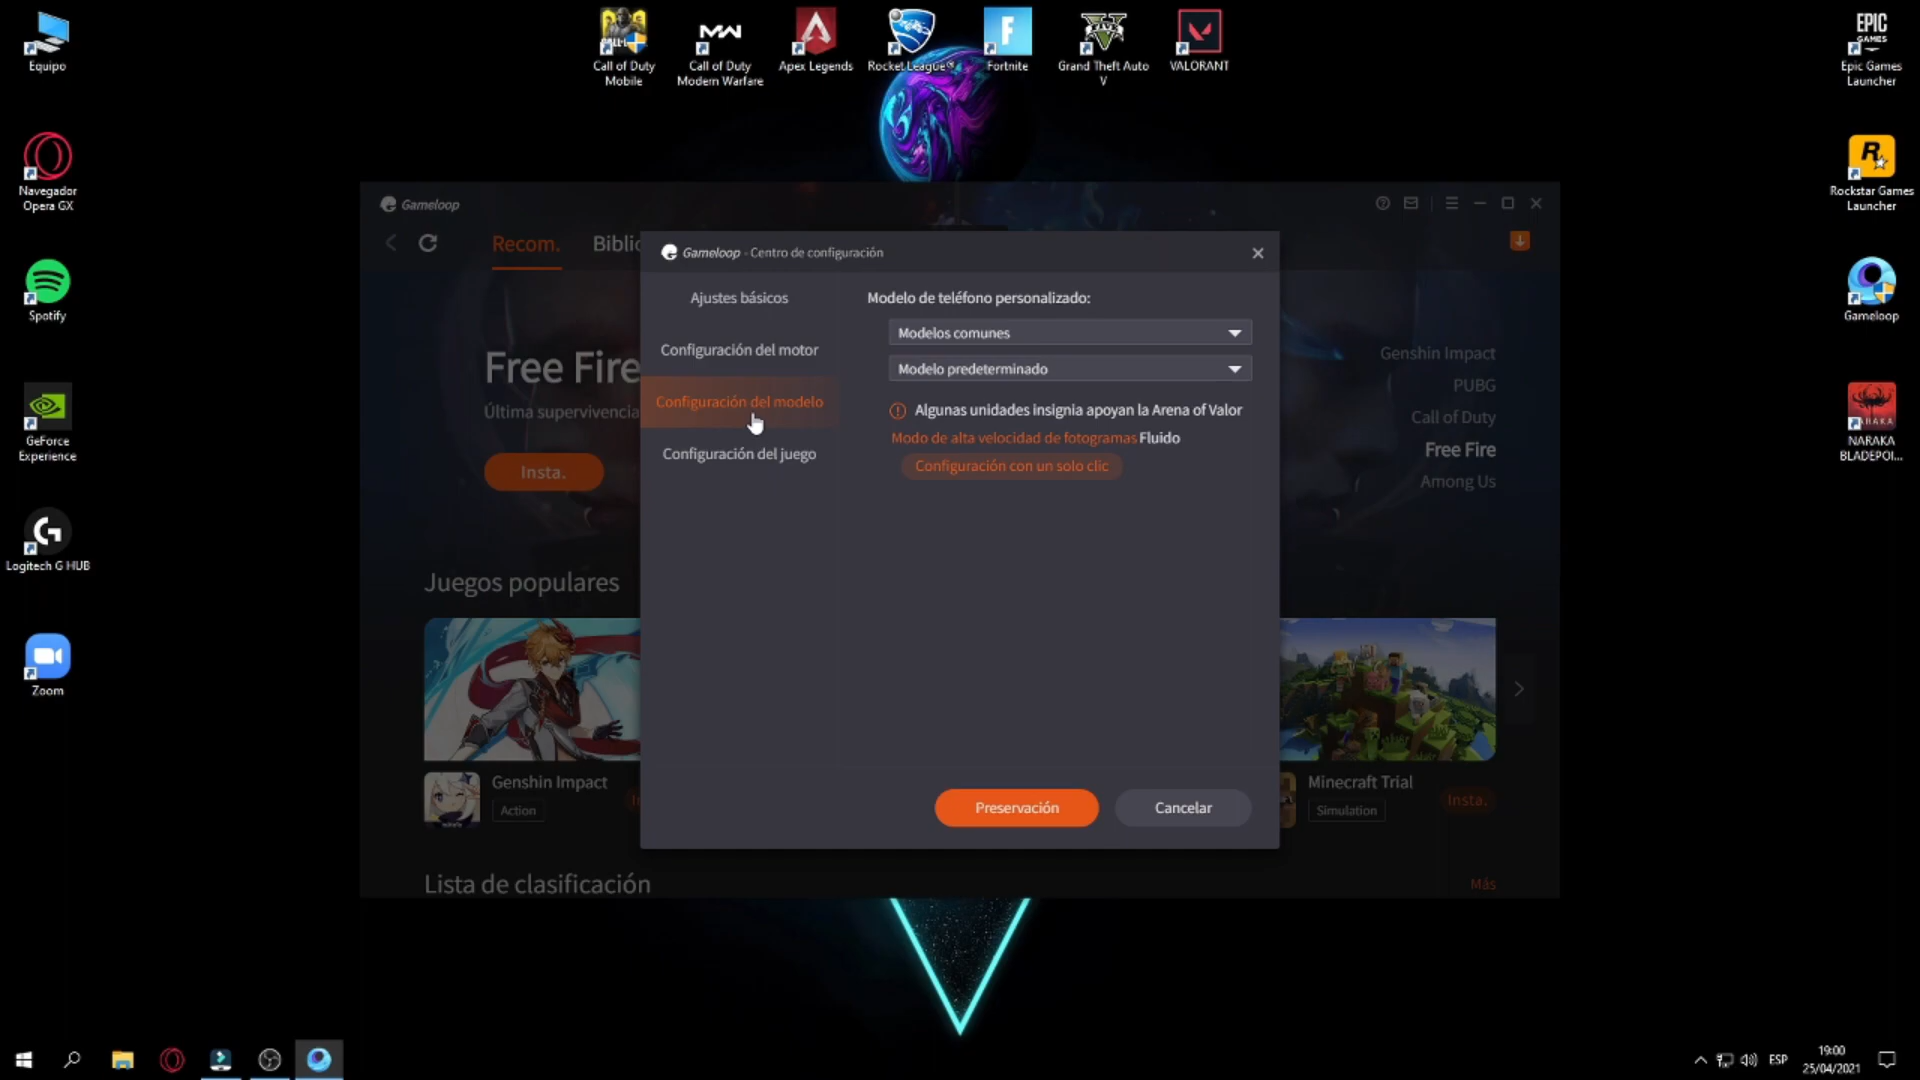 Equipo
Navegador
Opera GX
Spotify
GeForce
Experience
Logitech G HUB
Zoom
Call of Duty
Mobile
Call of Duty
Modern Warfare
Apex Legends
Rocket League®
Fortnite
Grand Theft Auto
V
VALORANT
EPIC
GAMES
Epic Games
Launcher
Rockstar Games
Launcher
Gameloop
NARAKA
BLADEPOI...
Gameloop
Recom.
Free Fire
Última supervivencia
Insta.
Genshin Impact
PUBG
Call of Duty
Free Fire
Among Us
Juegos populares
Genshin Impact
Action
Minecraft Trial
Simulation
Insta.
Lista de clasificación
Más
Gameloop - Centro de configuración
Ajustes básicos
Configuración del motor
Configuración del modelo
Configuración del juego
Modelo de teléfono personalizado:
Modelos comunes
Modelo predeterminado
Algunas unidades insignia apoyan la Arena of Valor
Modo de alta velocidad de fotogramas Fluido
Configuración con un solo clic
Preservación
Cancelar
ESP
19:00
25/04/2021